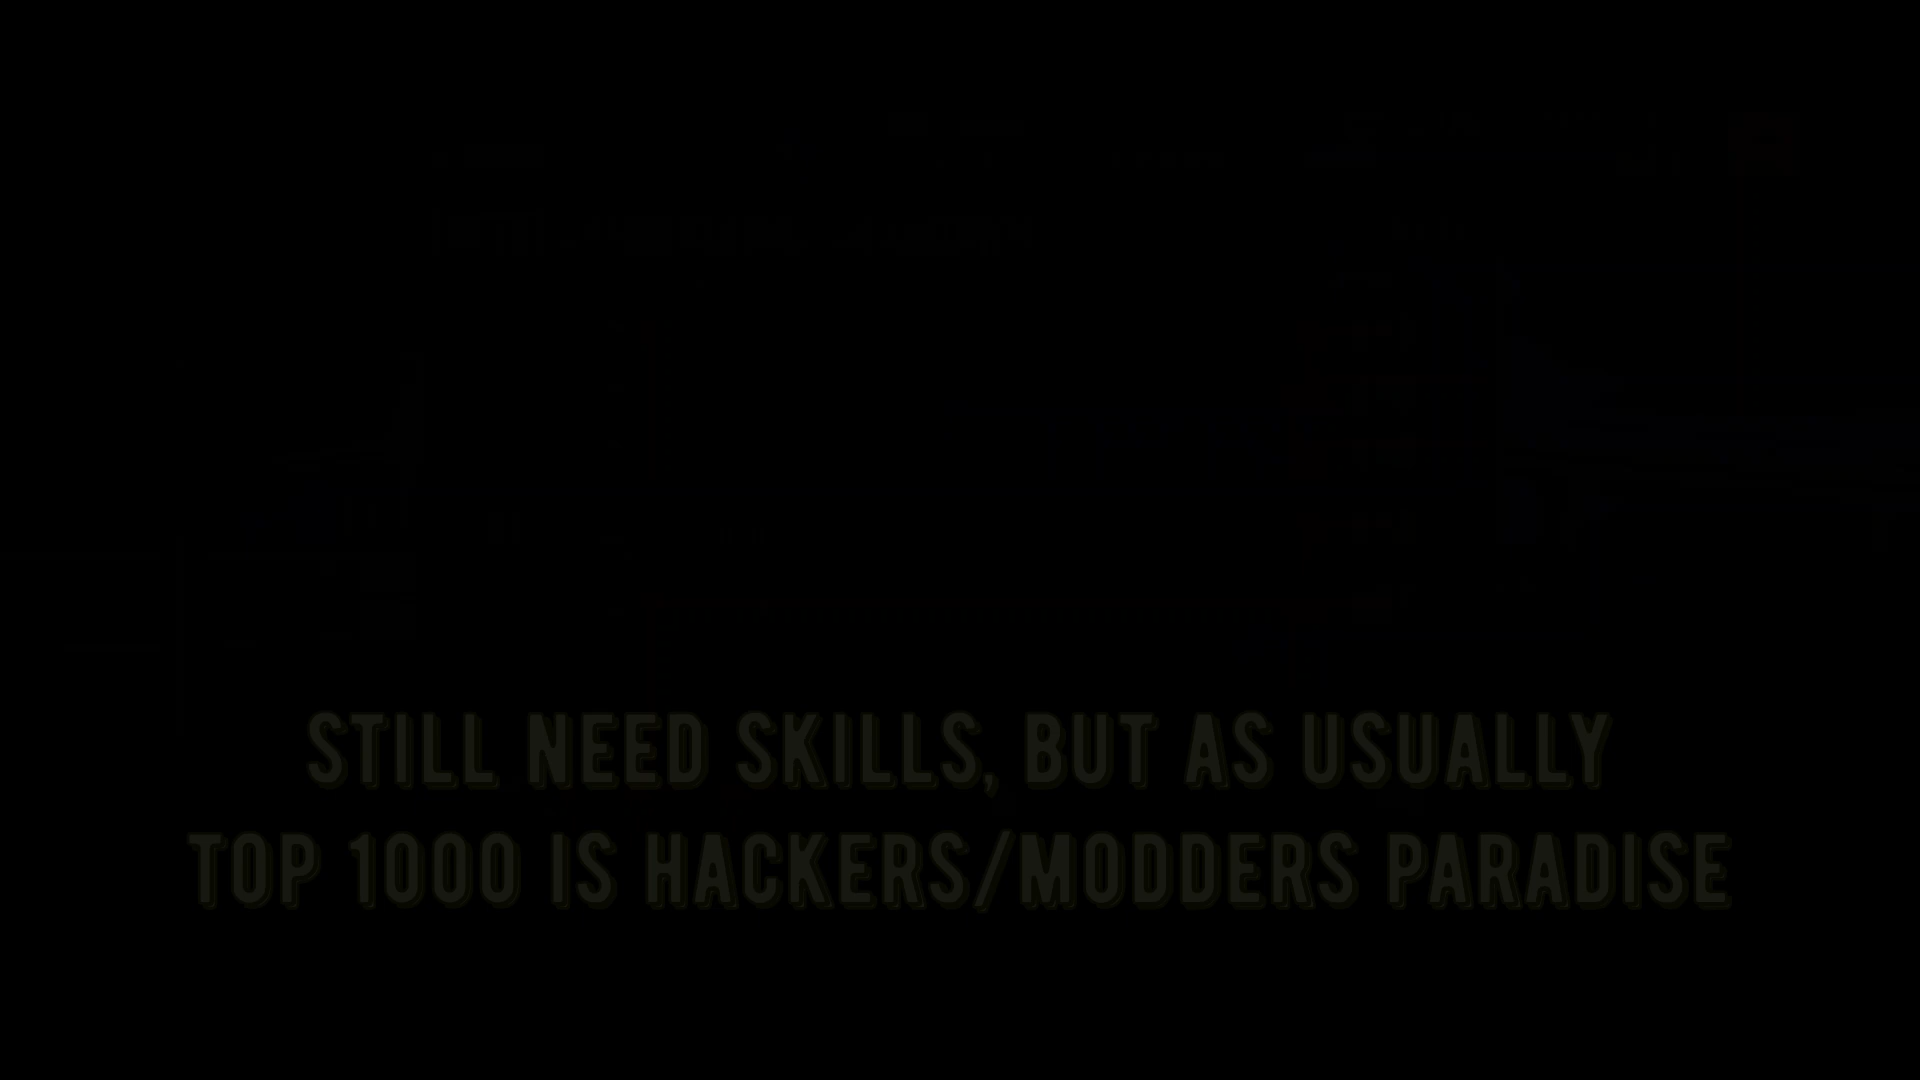 STILL NEED SKILLS, BUT AS USUALLY
TOP 1000 IS HACKERS/MODDERS PARADISE